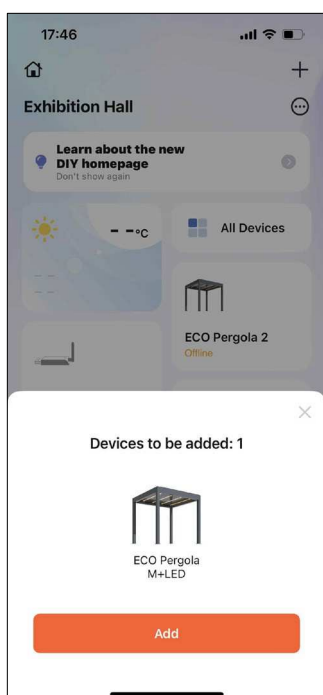 17:46
Exhibition Hall
Learn about the new
DIY homepage
Don't show again
- -°C
- -
- -
All Devices
ECO Pergola 2
Offline
Devices to be added: 1
ECO Pergola
M+LED
Add